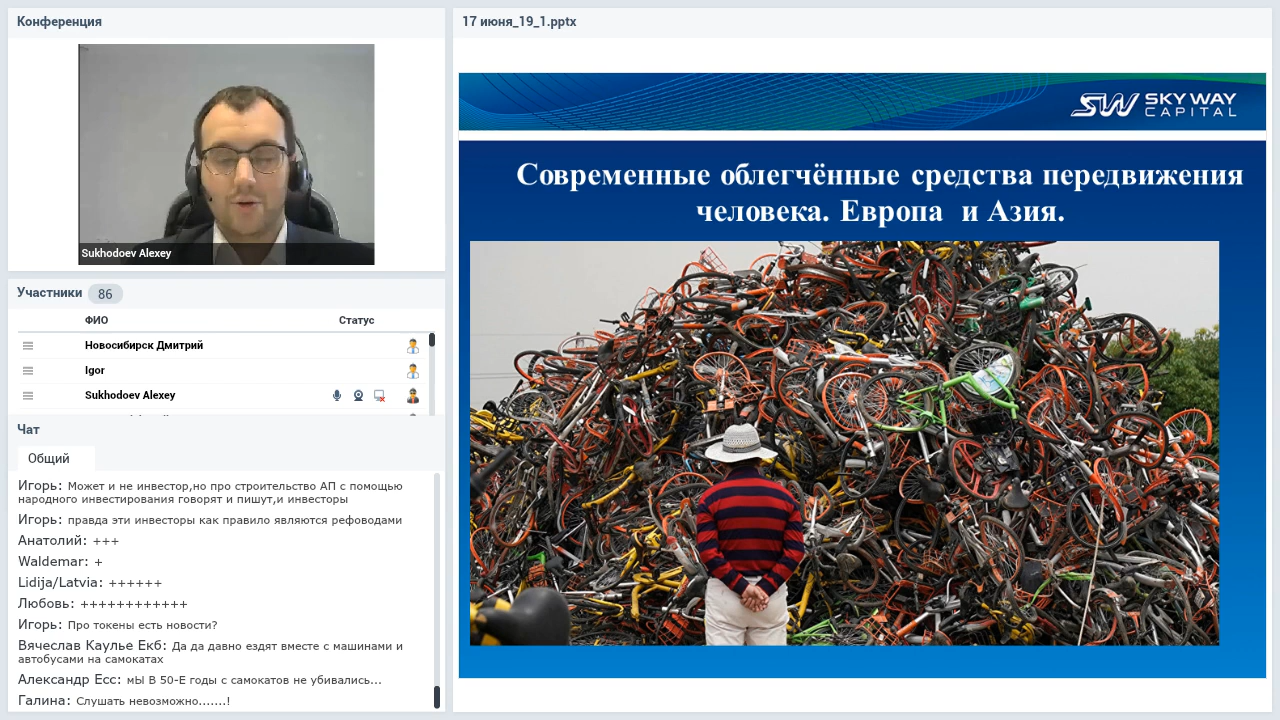 Конференция
Sukhodoev Alexey
Участники 86
ФИО Статус
Новосибирск Дмитрий
Igor
Sukhodoev Alexey
Чат
Общий
Игорь: Может и не инвестор,но про строительство АП с помощью
народного инвестирования говорят и пишут,и инвесторы
Игорь: правда эти инвесторы как правило являются рефоводами
Анатолий: +++
Waldemar: +
Lidija/Latvia: ++++++
Любовь: ++++++++++++
Игорь: Про токены есть новости?
Вячеслав Каулье Екб: Да да давно ездят вместе с машинами и
автобусами на самокатах
Александр Есс: мЫ В 50-Е годы с самокатов не убивались...
Галина: Слушать невозможно.......!
17 июня_19_1.pptx
SW SKY WAY
CAPITAL
Современные облегчённые средства передвижения
человека. Европа и Азия.